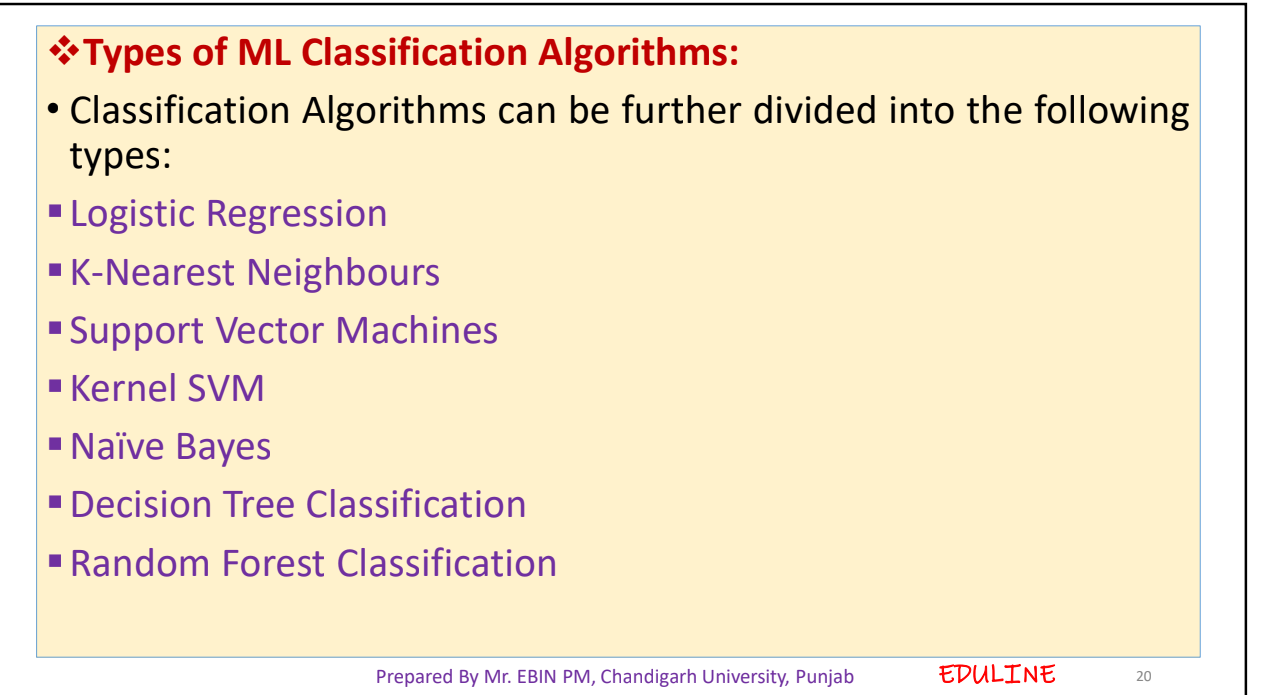 ❖Types of ML Classification Algorithms:
• Classification Algorithms can be further divided into the following
types:
▪Logistic Regression
▪K-Nearest Neighbours
▪Support Vector Machines
▪Kernel SVM
▪Naïve Bayes
▪Decision Tree Classification
▪Random Forest Classification
Prepared By Mr. EBIN PM, Chandigarh University, Punjab EDULINE 20